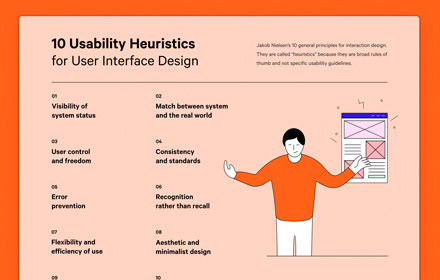 10 Usability Heuristics
for User Interface Design
Jakob Nielsen's 10 general principles for interaction design.
They are called "heuristics" because they are broad rules of
thumb and not specific usability guidelines.
01
Visibility of
system status
02
Match between system
and the real world
03
User control
and freedom
04
Consistency
and standards
05
Error
prevention
06
Recognition
rather than recall
07
Flexibility and
efficiency of use
08
Aesthetic and
minimalist design
09
10